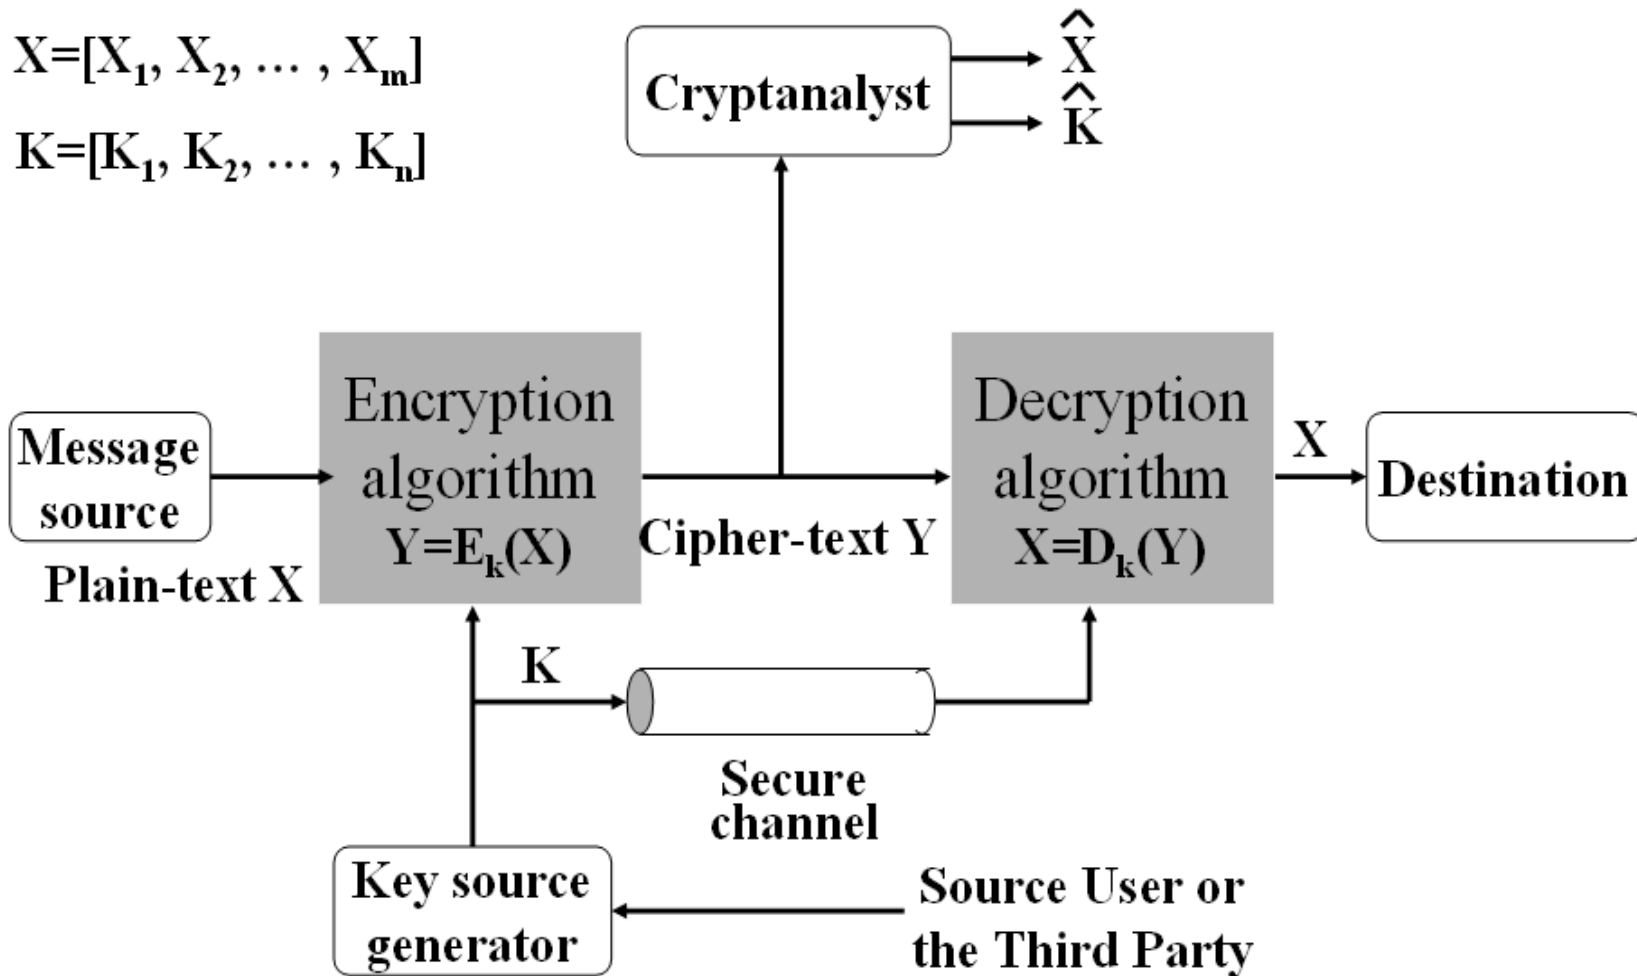 X=[X₁, X₂, … , Xₘ]
K=[K₁, K₂, … , Kₙ]
Cryptanalyst
X̂
K̂
Message
source
Plain-text X
Encryption
algorithm
Y=Eₖ(X)
Cipher-text Y
Decryption
algorithm
X=Dₖ(Y)
X
Destination
K
Secure
channel
Key source
generator
Source User or
the Third Party